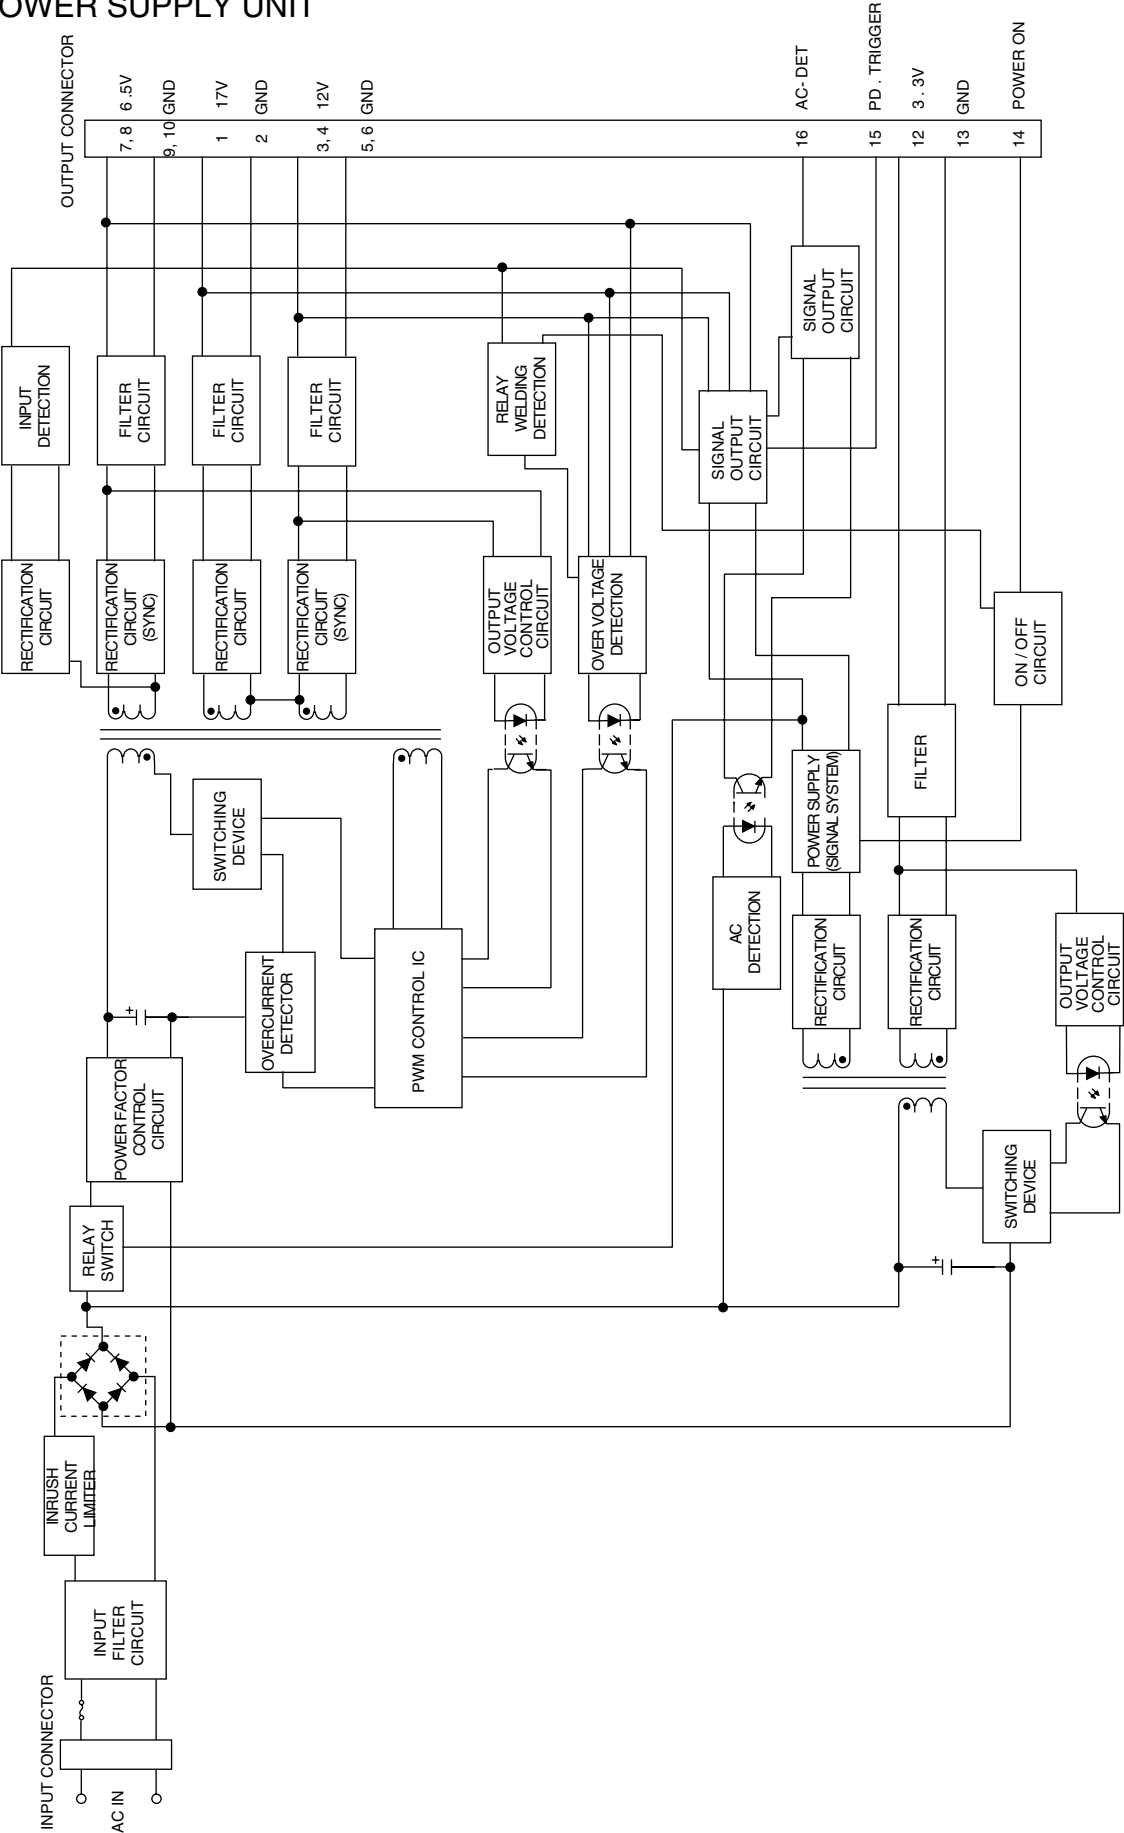 OWER SUPPLY UNIT
OUTPUT CONNECTOR
7, 8 6 .5V
9, 10 GND
1 17V
2 GND
3, 4 12V
5, 6 GND
16 AC- DET
15 PD . TRIGGER
12 3 . 3V
13 GND
14 POWER ON
SIGNAL
OUTPUT
CIRCUIT
INPUT
DETECTION
FILTER
CIRCUIT
FILTER
CIRCUIT
FILTER
CIRCUIT
RELAY
WELDING
DETECTION
SIGNAL
OUTPUT
CIRCUIT
RECTIFICATION
CIRCUIT
RECTIFICATION
CIRCUIT
(SYNC)
RECTIFICATION
CIRCUIT
RECTIFICATION
CIRCUIT
(SYNC)
OUTPUT
VOLTAGE
CONTROL
CIRCUIT
OVER VOLTAGE
DETECTION
ON / OFF
CIRCUIT
SWITCHING
DEVICE
POWER SUPPLY
(SIGNAL SYSTEM)
FILTER
OVERCURRENT
DETECTOR
PWM CONTROL IC
AC
DETECTION
RECTIFICATION
CIRCUIT
RECTIFICATION
CIRCUIT
OUTPUT
VOLTAGE
CONTROL
CIRCUIT
+
POWER FACTOR
CONTROL
CIRCUIT
SWITCHING
DEVICE
RELAY
SWITCH
+
INRUSH
CURRENT
LIMITER
INPUT
FILTER
CIRCUIT
INPUT CONNECTOR
AC IN